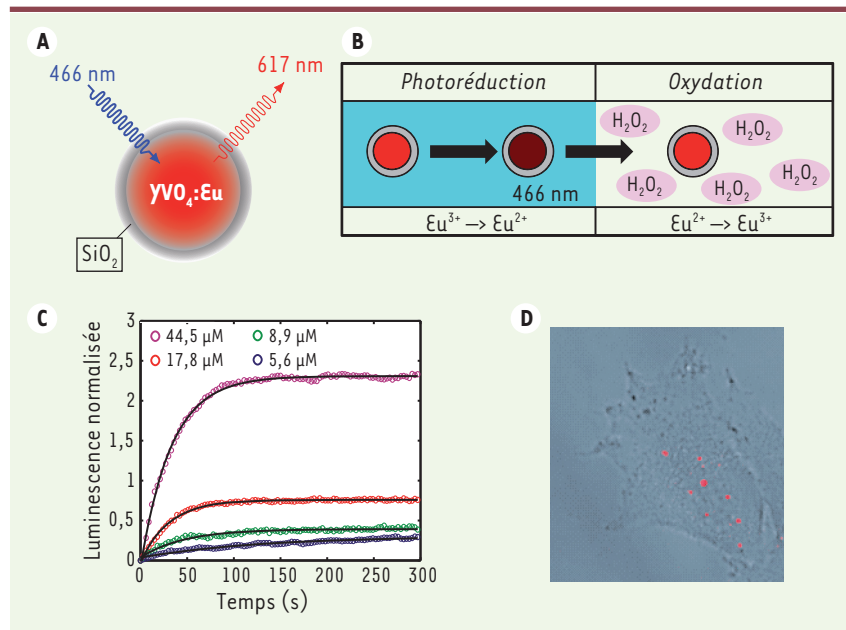 A
466 nm
617 nm
YVO₄:Eu
SiO₂
B
Photoréduction
Oxydation
H₂O₂
H₂O₂
H₂O₂
H₂O₂
H₂O₂
466 nm
Eu³⁺ –> Eu²⁺
Eu²⁺ –> Eu³⁺
C
Luminescence normalisée
3
2,5
2
1,5
1
0,5
0
44,5 µM
8,9 µM
17,8 µM
5,6 µM
0
50
100
150
200
250
300
Temps (s)
D